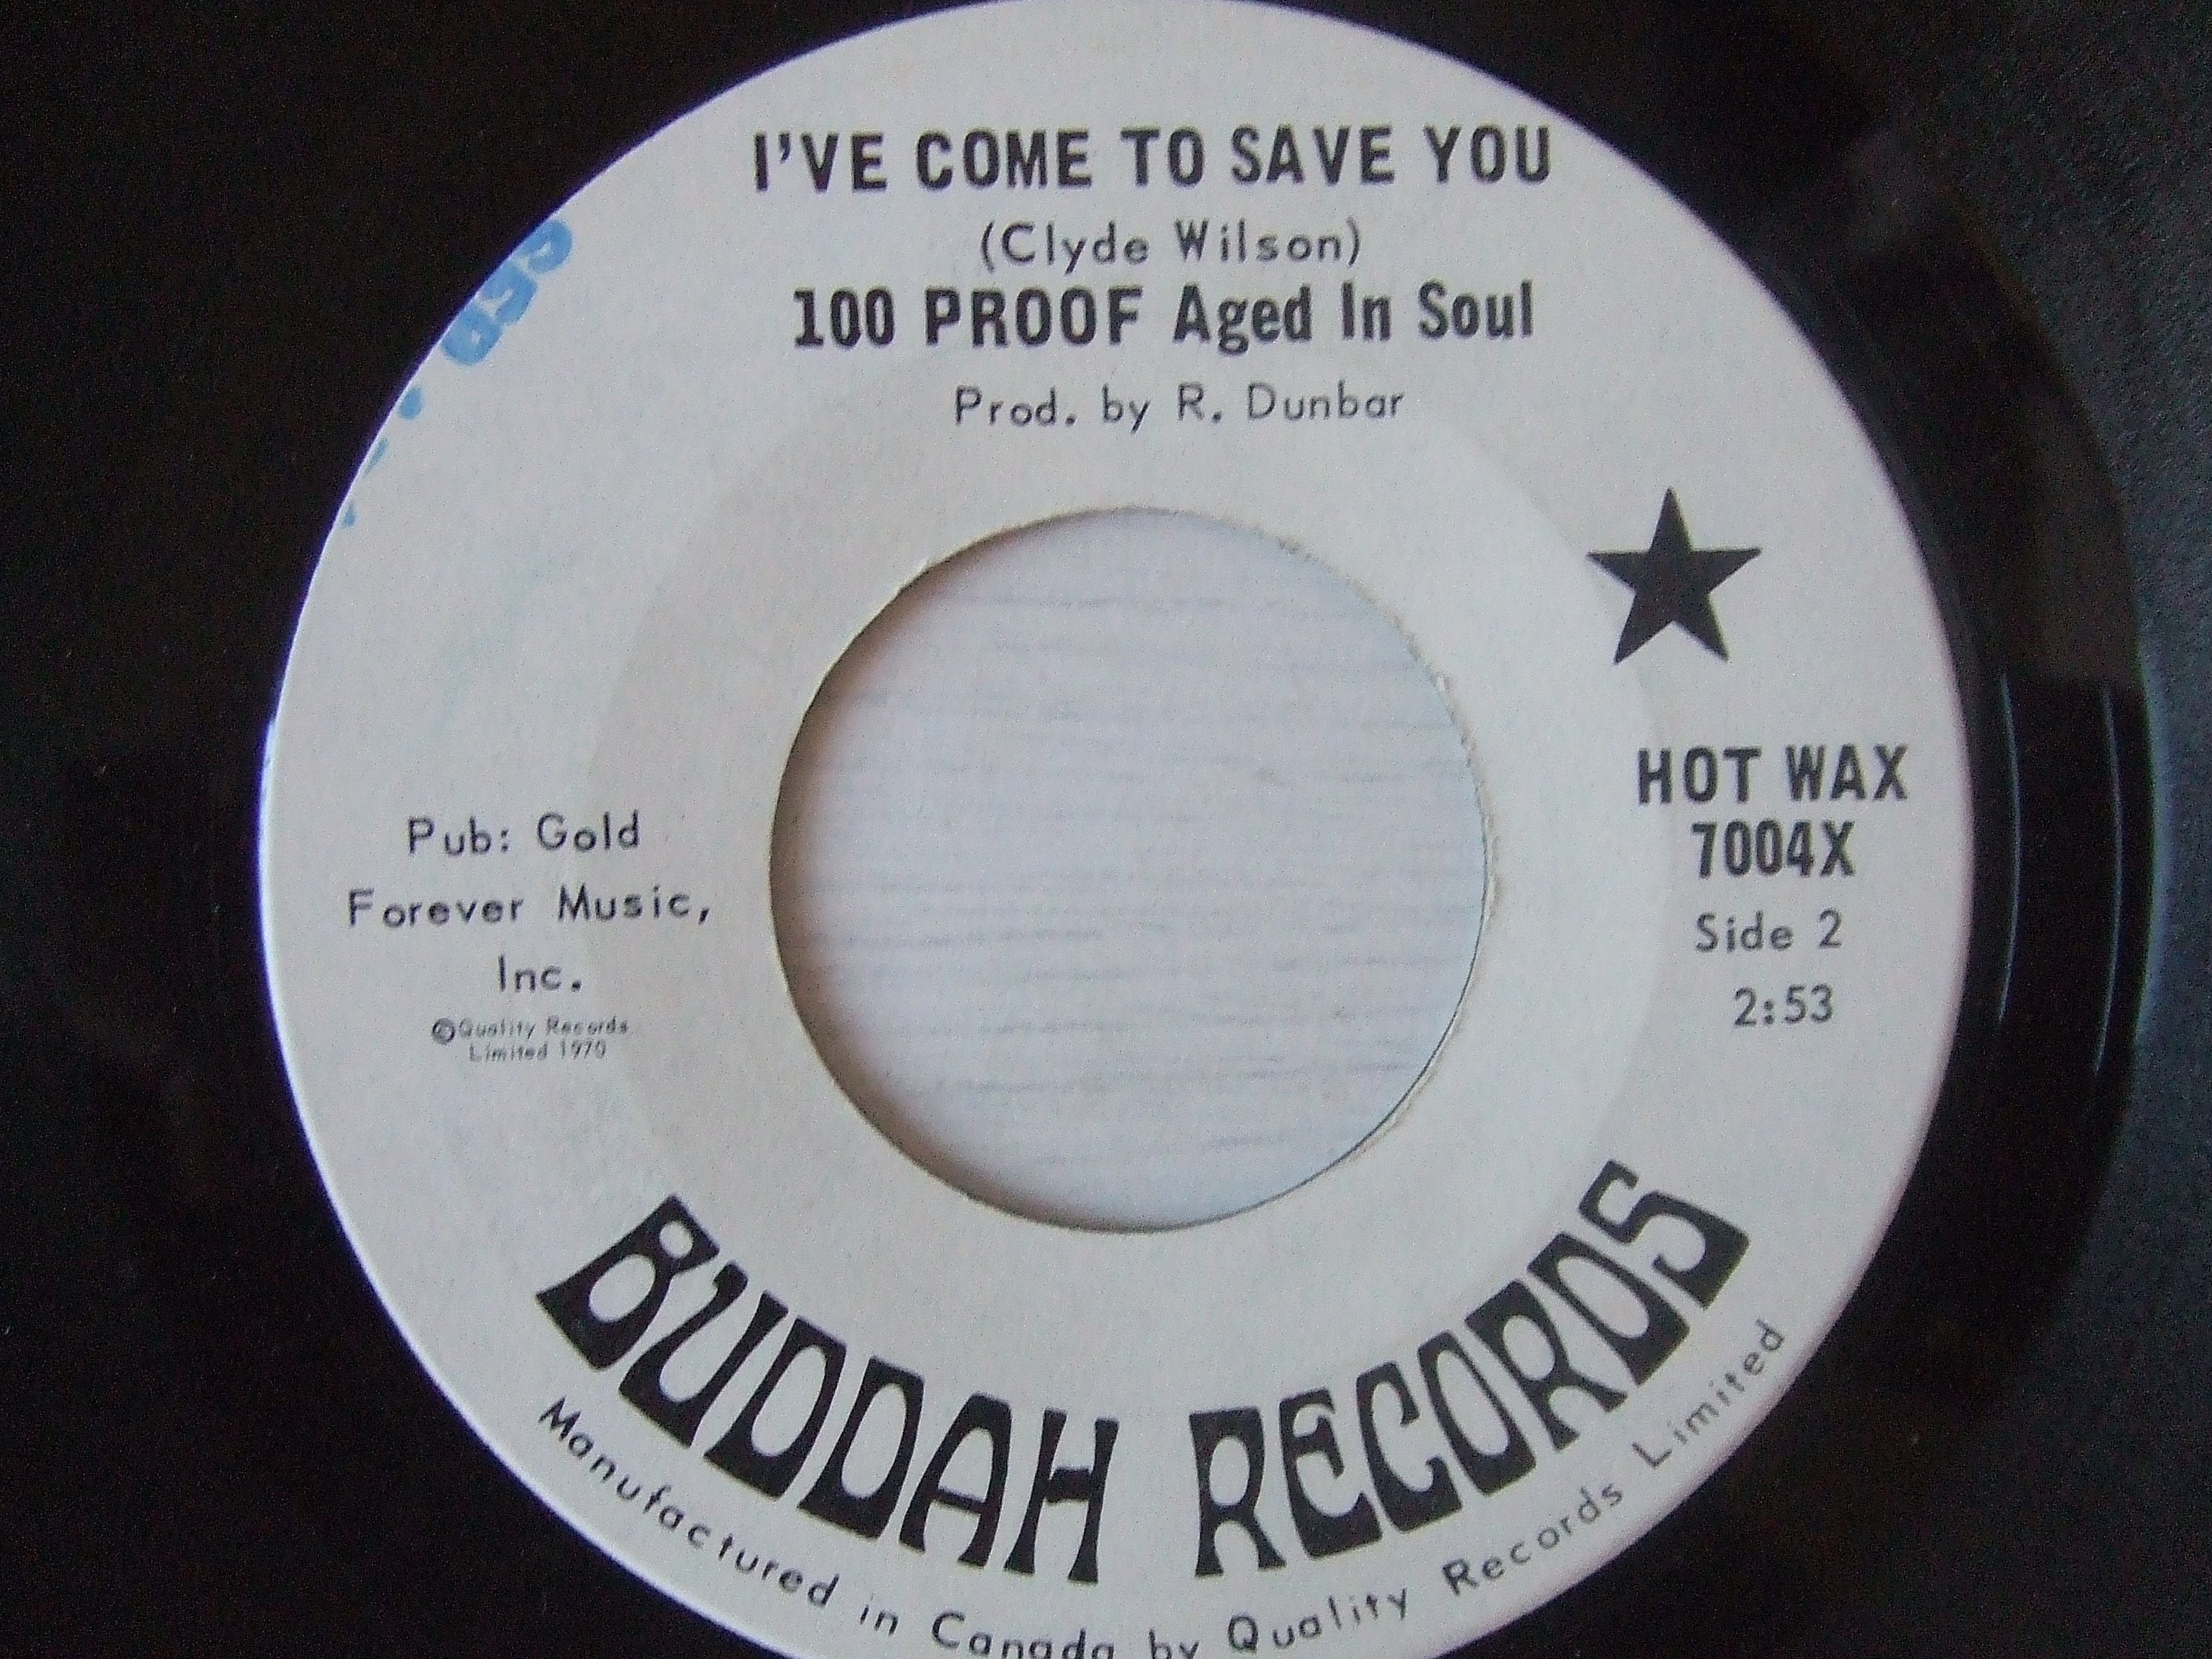 I'VE COME TO SAVE YOU
(Clyde Wilson)
100 PROOF Aged In Soul
Prod. by R. Dunbar
HOT WAX
7004X
Side 2
2:53
Pub: Gold
Forever Music,
Inc.
©Quality Records
Limited 1970
BUDDAH RECORDS
Manufactured in Canada by Quality Records Limited